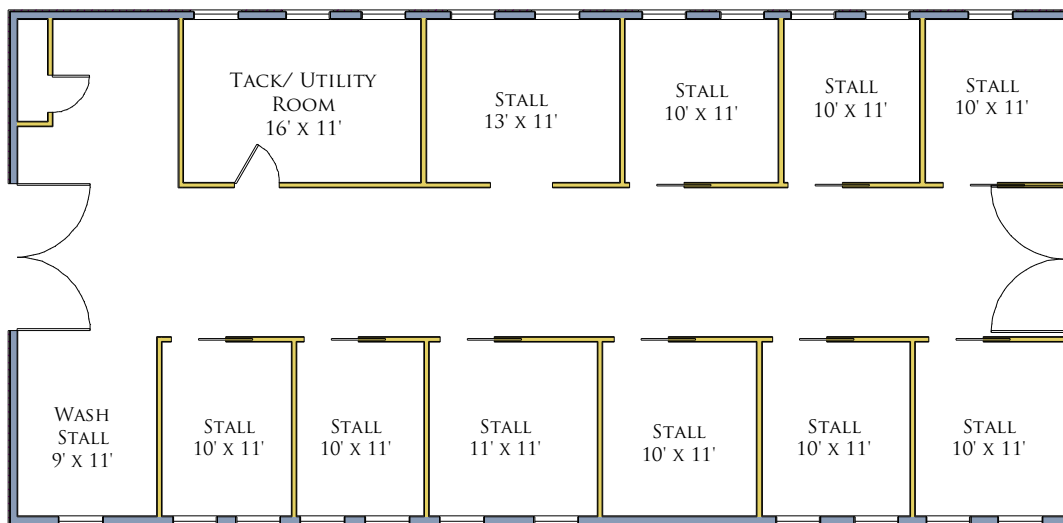 Tack/ Utility
Room
16' x 11'
Stall
13' x 11'
Stall
10' x 11'
Stall
10' x 11'
Stall
10' x 11'
Wash
Stall
9' x 11'
Stall
10' x 11'
Stall
10' x 11'
Stall
11' x 11'
Stall
10' x 11'
Stall
10' x 11'
Stall
10' x 11'